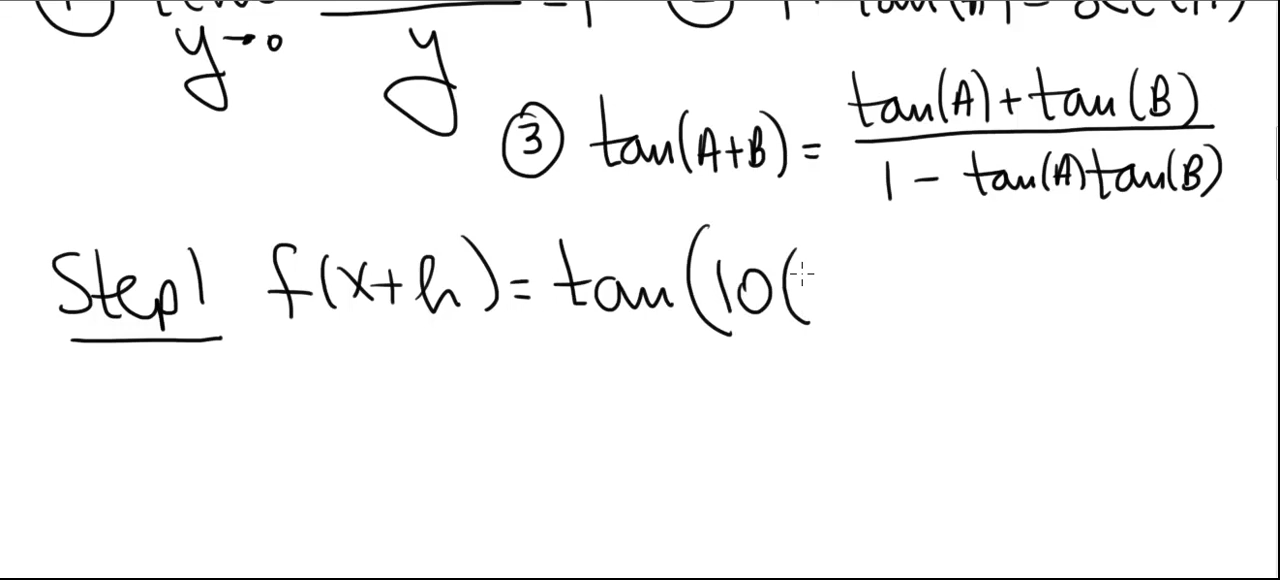 y→0 y
③ tan(A+B) = tan(A)+tan(B) / 1 - tan(A)tan(B)
Step1 f(x+h) = tan(10(